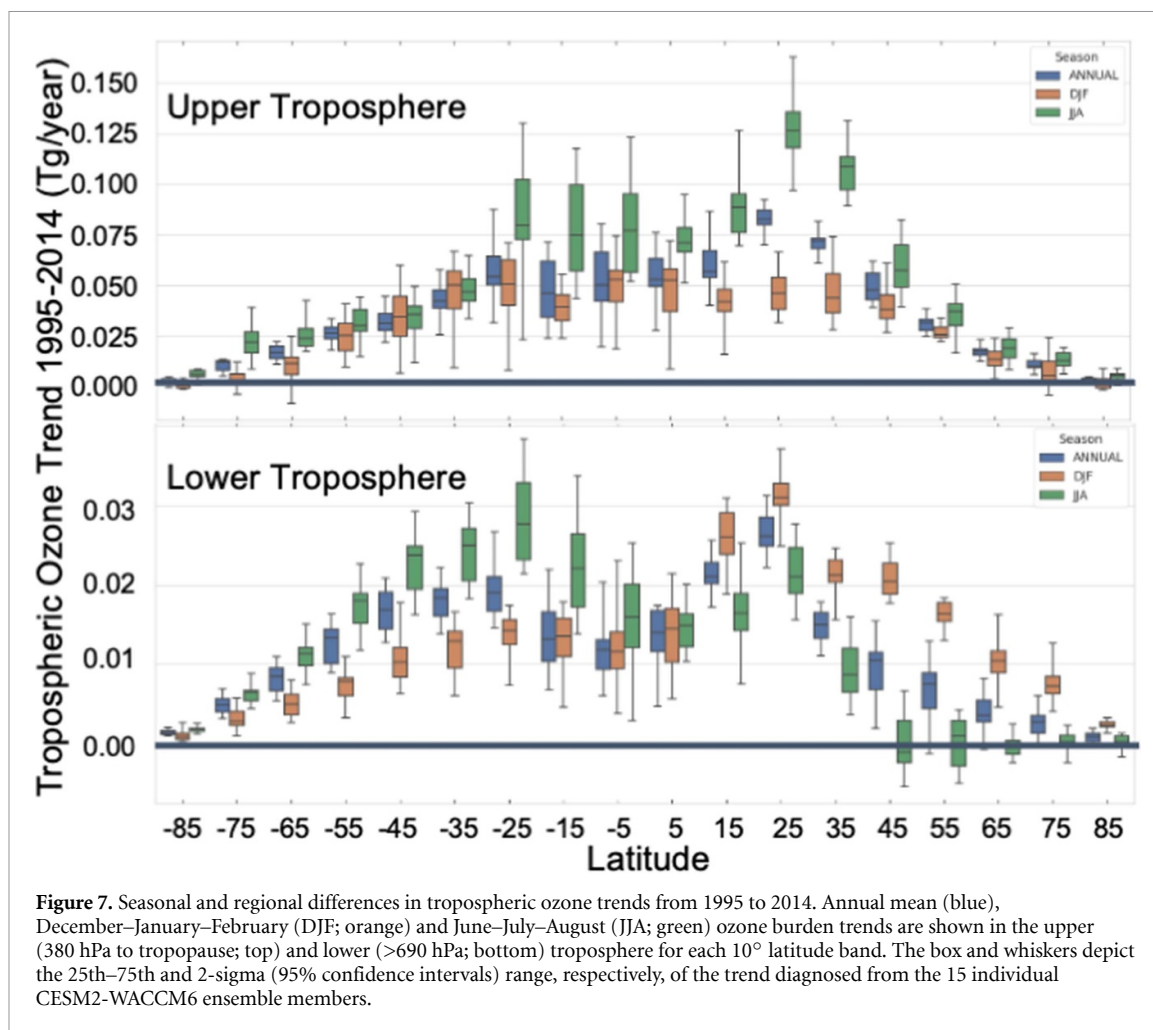 Tropospheric Ozone Trend 1995-2014 (Tg/year)
Upper Troposphere
Season
ANNUAL
DJF
JJA
0.150
0.125
0.100
0.075
0.050
0.025
0.000
Lower Troposphere
Season
ANNUAL
DJF
JJA
0.03
0.02
0.01
0.00
-85 -75 -65 -55 -45 -35 -25 -15 -5 5 15 25 35 45 55 65 75 85
Latitude
Figure 7. Seasonal and regional differences in tropospheric ozone trends from 1995 to 2014. Annual mean (blue),
December–January–February (DJF; orange) and June–July–August (JJA; green) ozone burden trends are shown in the upper
(380 hPa to tropopause; top) and lower (>690 hPa; bottom) troposphere for each 10° latitude band. The box and whiskers depict
the 25th–75th and 2-sigma (95% confidence intervals) range, respectively, of the trend diagnosed from the 15 individual
CESM2-WACCM6 ensemble members.